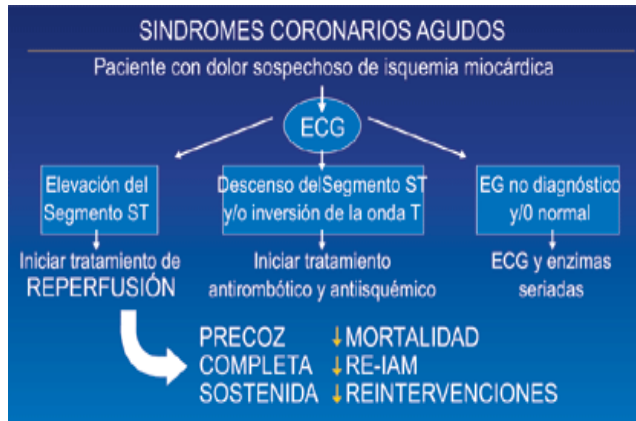 SINDROMES CORONARIOS AGUDOS
Paciente con dolor sospechoso de isquemia miocárdica
ECG
Elevación del
Segmento ST
Descenso delSegmento ST
y/o inversión de la onda T
EG no diagnóstico
y/0 normal
Iniciar tratamiento de
REPERFUSIÓN
Iniciar tratamiento
antirombótico y antiisquémico
ECG y enzimas
seriadas
PRECOZ ↓MORTALIDAD
COMPLETA ↓RE-IAM
SOSTENIDA ↓REINTERVENCIONES